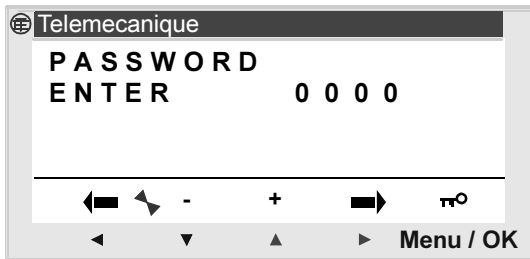 Telemecanique
PASSWORD
ENTER 0000
- +
Menu / OK